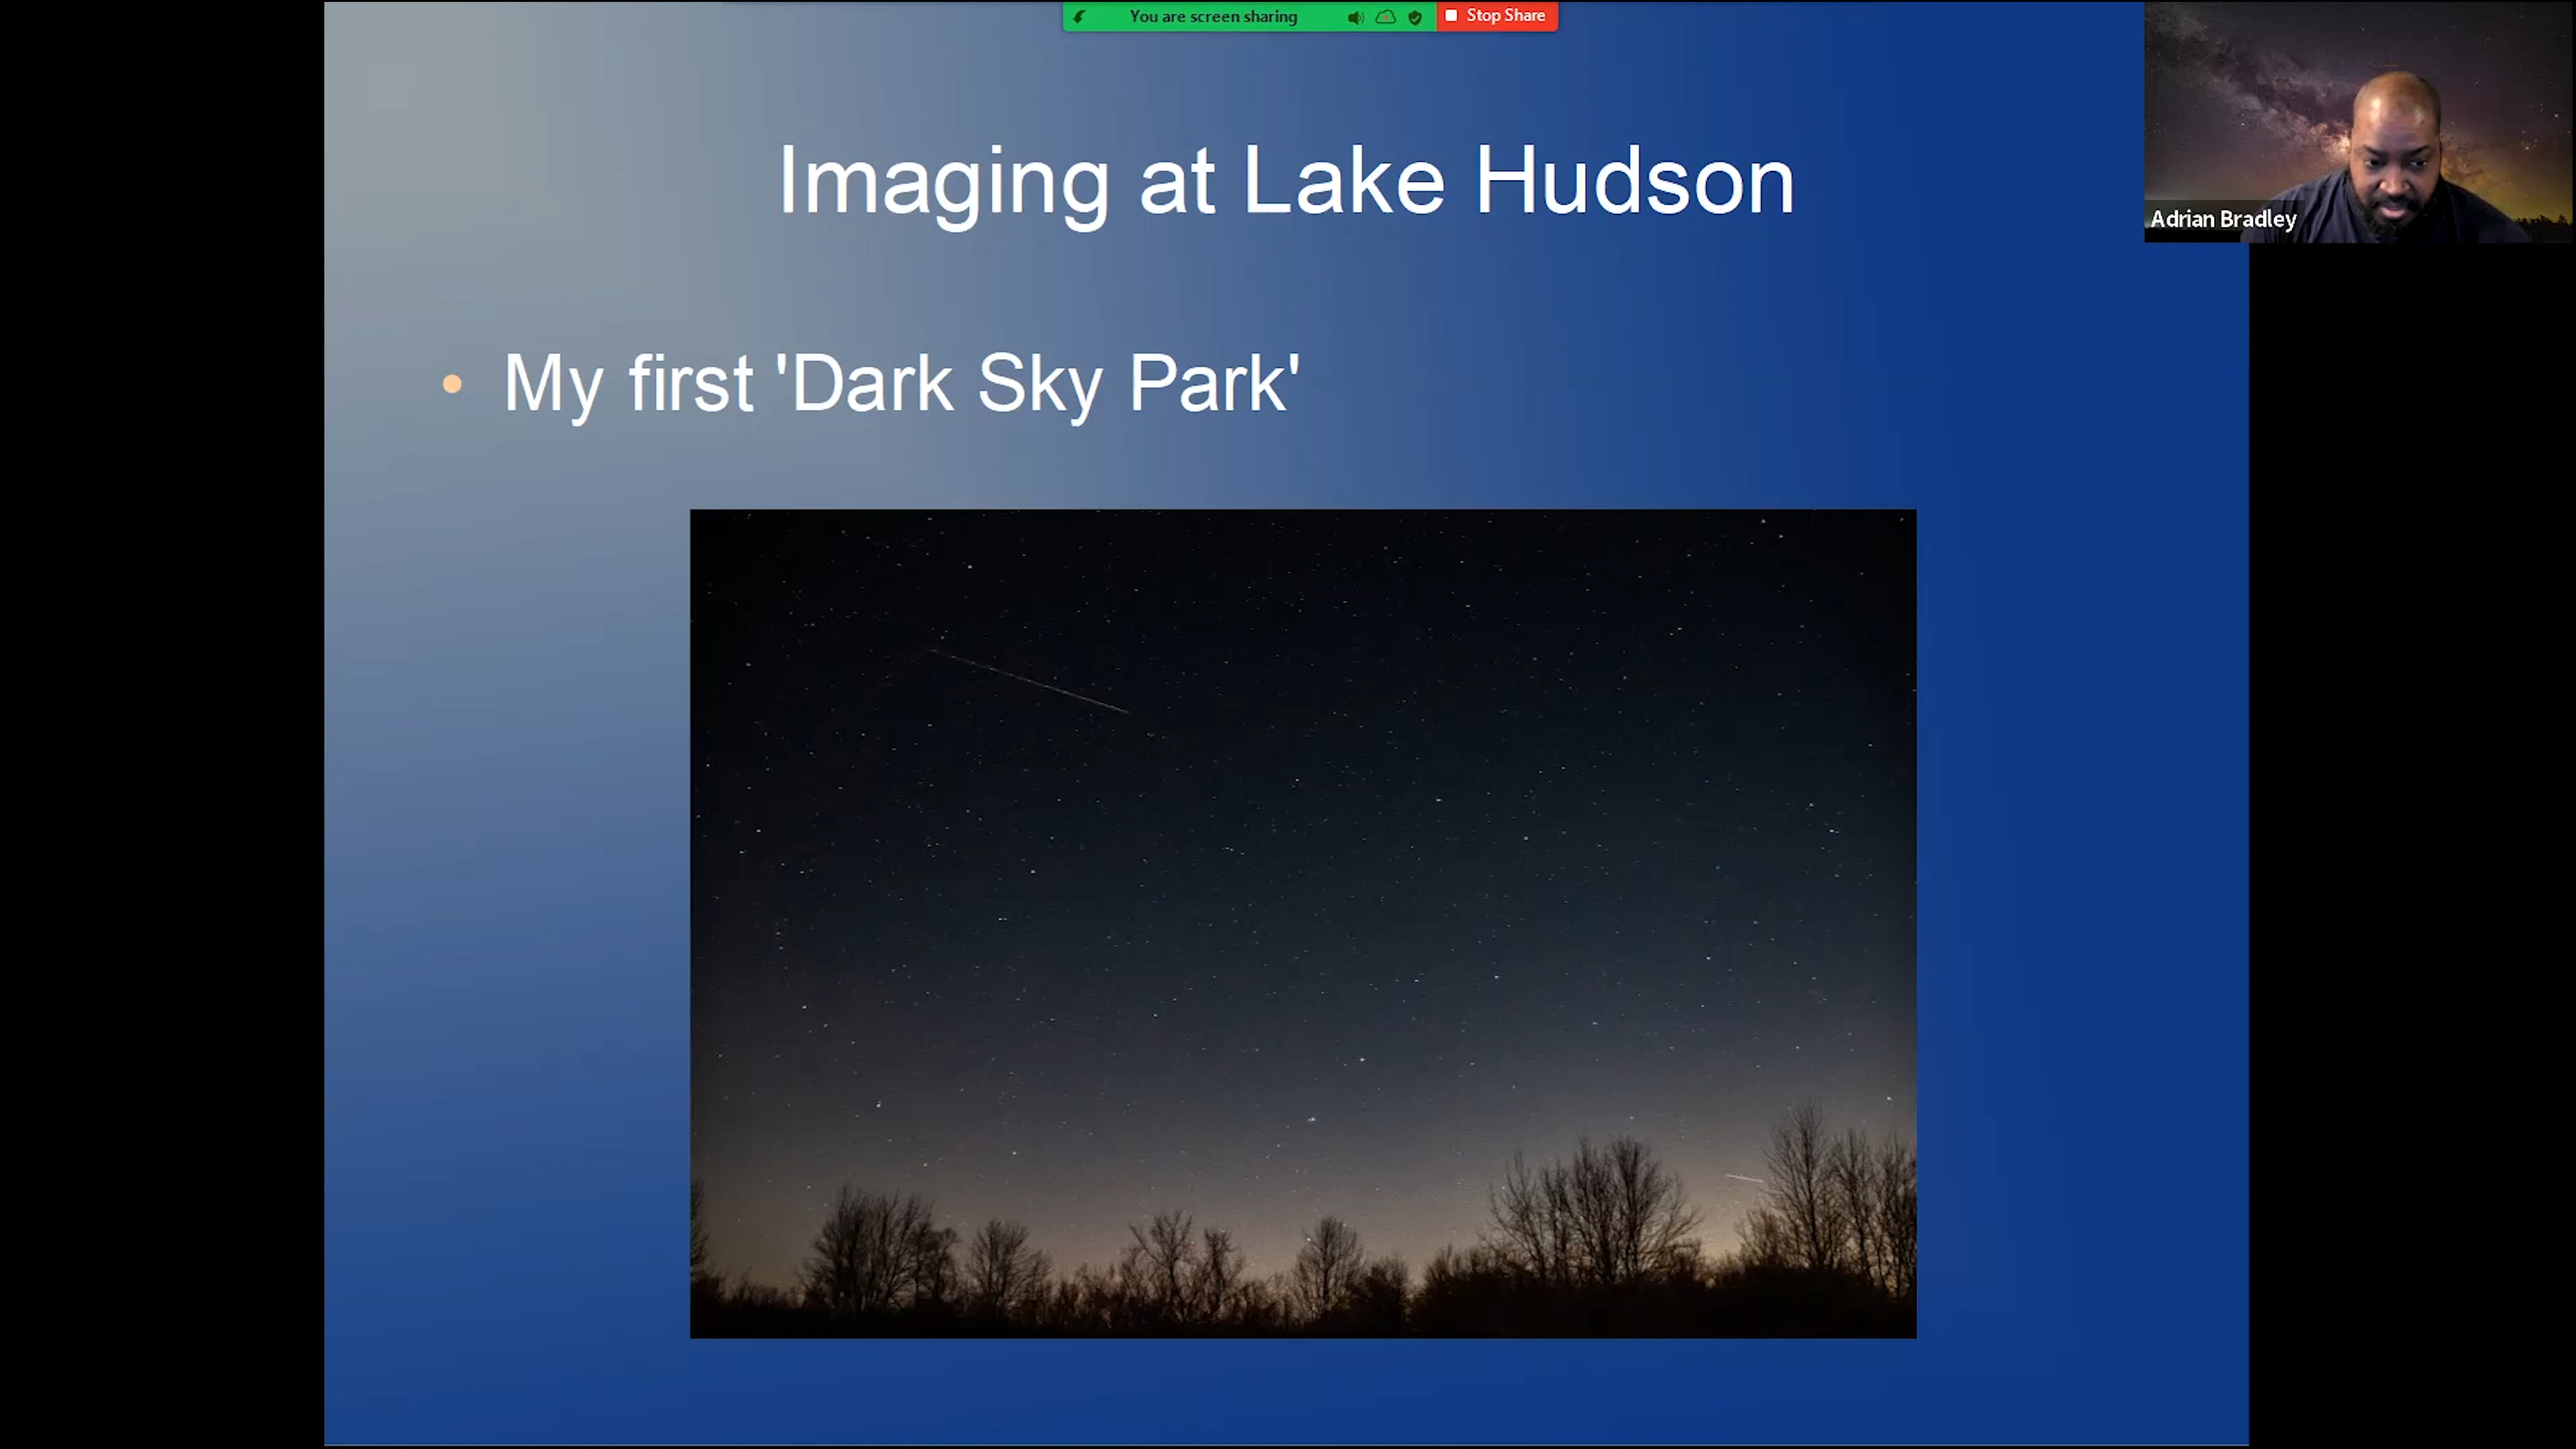 You are screen sharing
Stop Share
Imaging at Lake Hudson
Adrian Bradley
• My first 'Dark Sky Park'